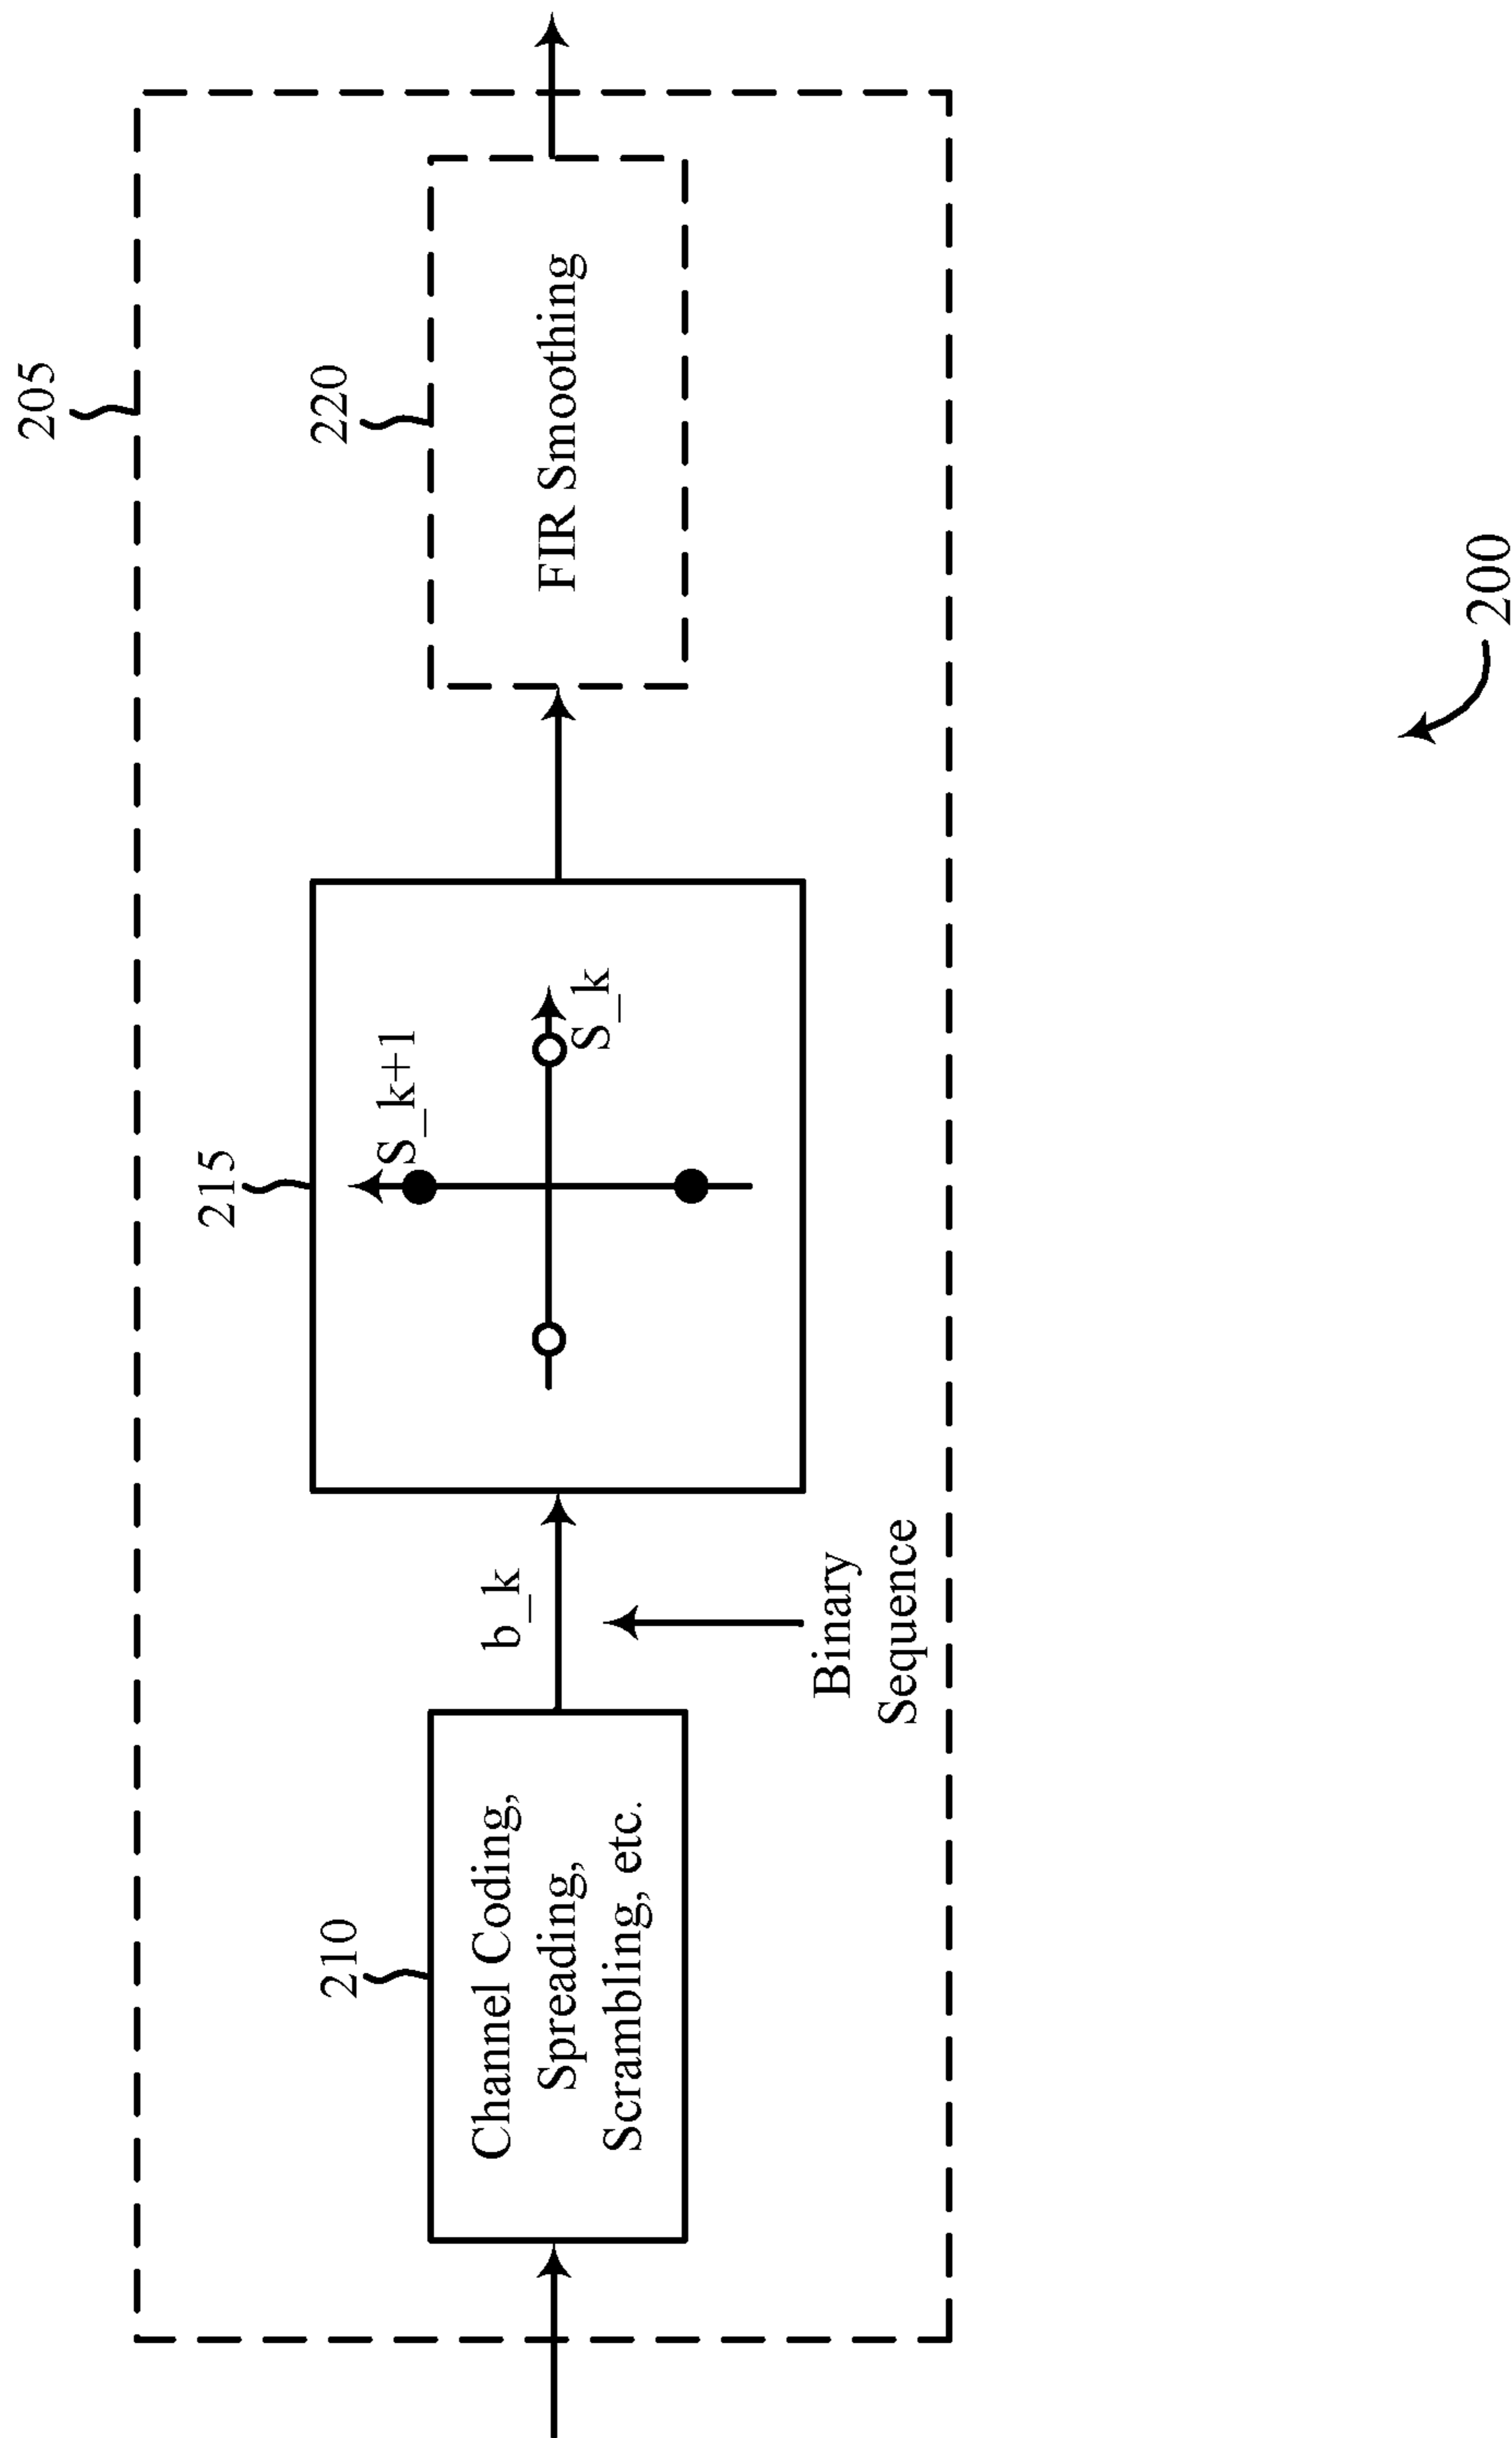 205
210
Channel Coding,
Spreading,
Scrambling, etc.
b_k
Binary
Sequence
215
S_k+1
S_k
220
FIR Smoothing
200